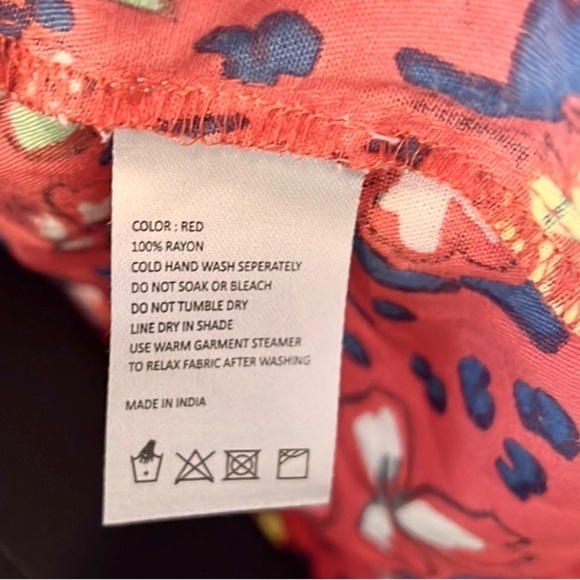 COLOR : RED
100% RAYON
COLD HAND WASH SEPERATELY
DO NOT SOAK OR BLEACH
DO NOT TUMBLE DRY
LINE DRY IN SHADE
USE WARM GARMENT STEAMER
TO RELAX FABRIC AFTER WASHING
MADE IN INDIA